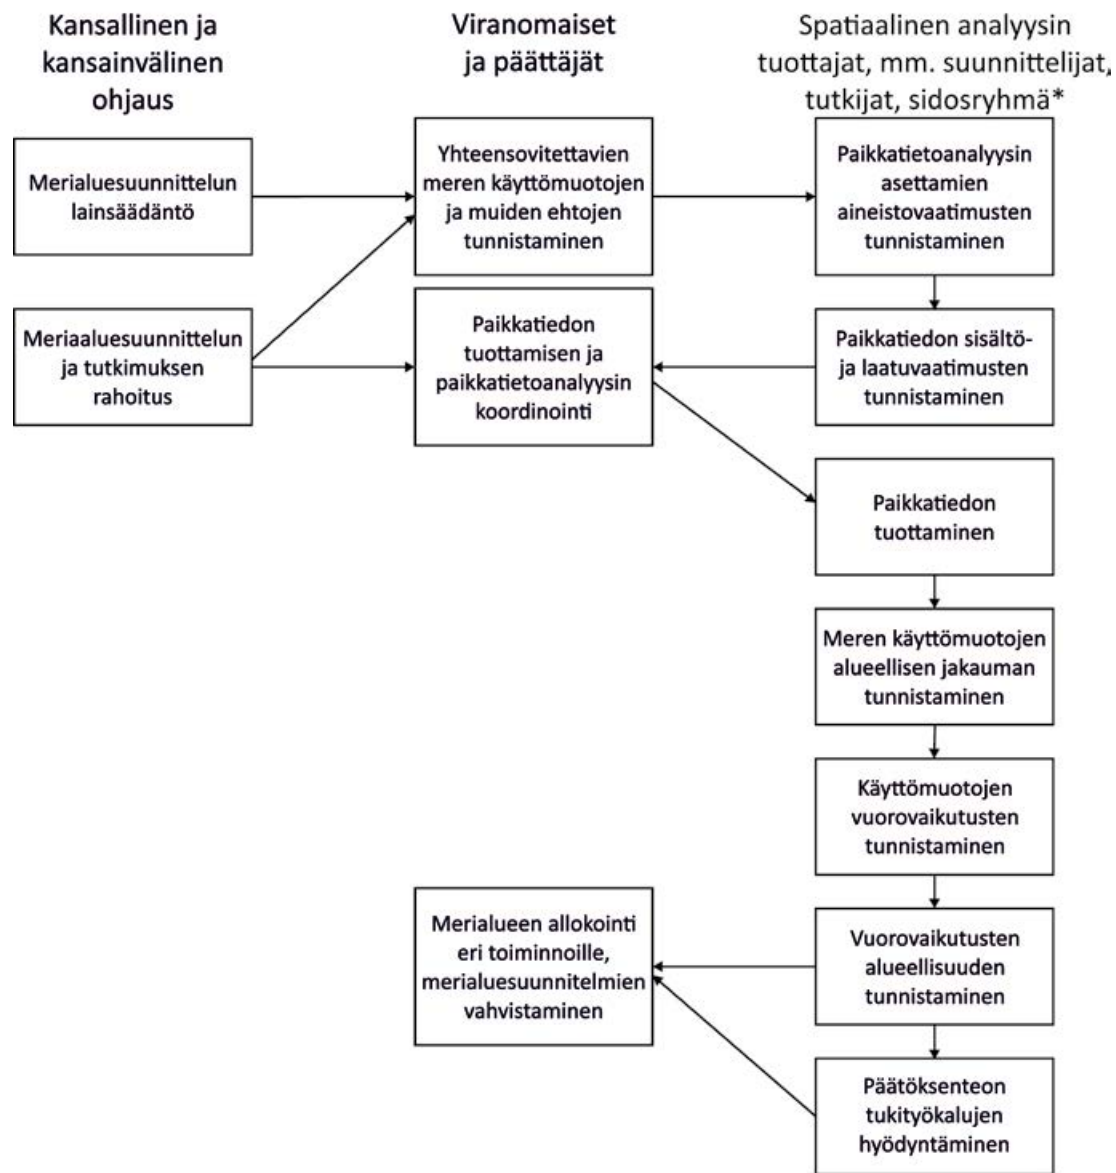 Kansallinen ja
kansainvälinen
ohjaus
Viranomaiset
ja päättäjät
Spatiaalinen analyysin
tuottajat, mm. suunnittelijat,
tutkijat, sidosryhmä*
Merialuesuunnittelun
lainsäädäntö
Yhteensovitettavien
meren käyttömuotojen
ja muiden ehtojen
tunnistaminen
Paikkatietoanalyysin
asettamien
aineistovaatimusten
tunnistaminen
Meriaaluesuunnittelun
ja tutkimuksen
rahoitus
Paikkatiedon
tuottamisen ja
paikkatietoanalyysin
koordinointi
Paikkatiedon sisältö-
ja laatuvaatimusten
tunnistaminen
Paikkatiedon
tuottaminen
Meren käyttömuotojen
alueellisen jakauman
tunnistaminen
Käyttömuotojen
vuorovaikutusten
tunnistaminen
Merialueen allokointi
eri toiminnoille,
merialuesuunnitelmien
vahvistaminen
Vuorovaikutusten
alueellisuuden
tunnistaminen
Päätöksenteon
tukityökalujen
hyödyntäminen